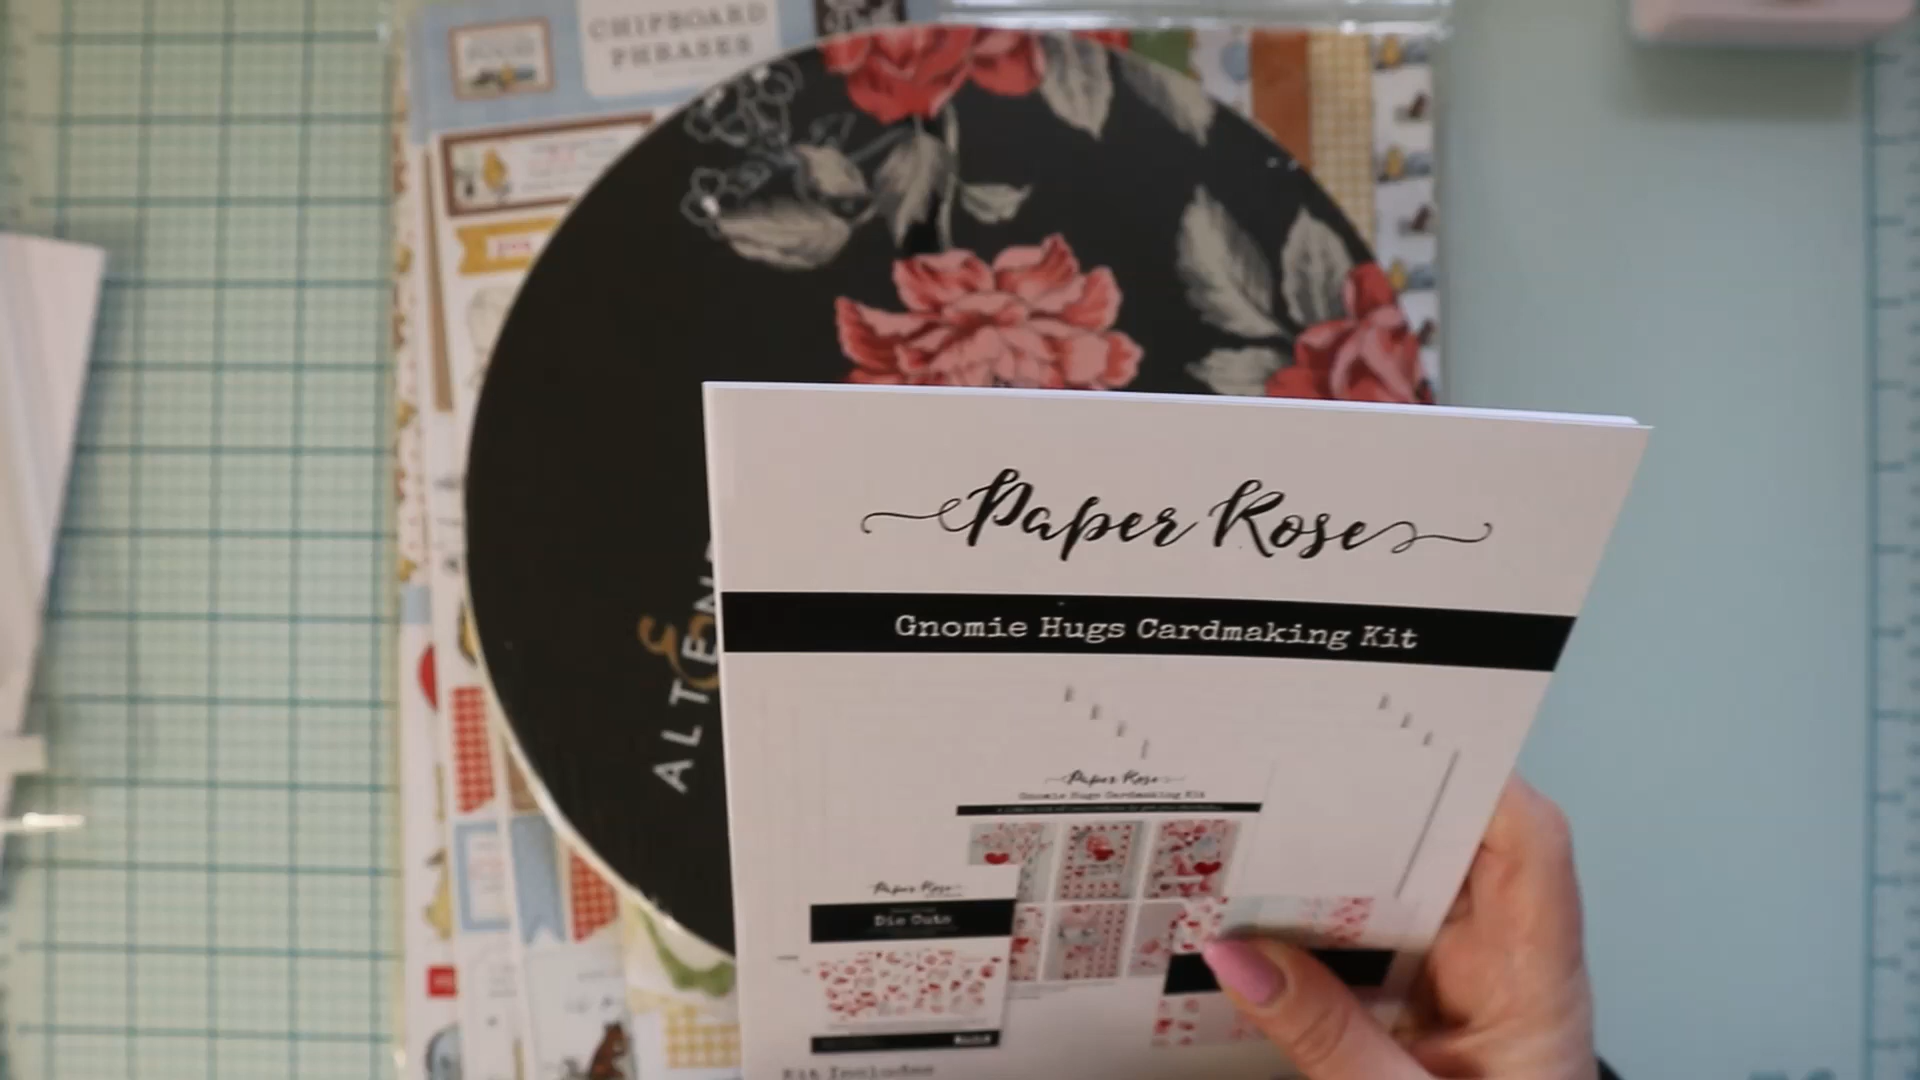 CHIPBOARD
PHRASES
Paper Rose
Gnomie Hugs Cardmaking Kit
ALTENE
Paper Rose
Gnomie Hugs Cardmaking Kit
Paper Rose
Die Cuts
Kit Includes